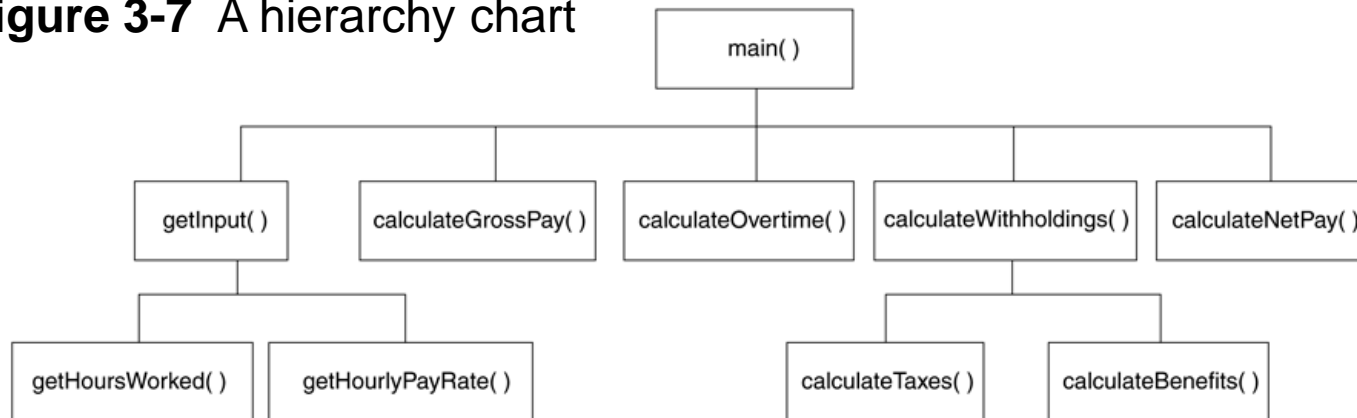 igure 3-7 A hierarchy chart
main( )
getInput( )
calculateGrossPay( )
calculateOvertime( )
calculateWithholdings( )
calculateNetPay( )
getHoursWorked( )
getHourlyPayRate( )
calculateTaxes( )
calculateBenefits( )